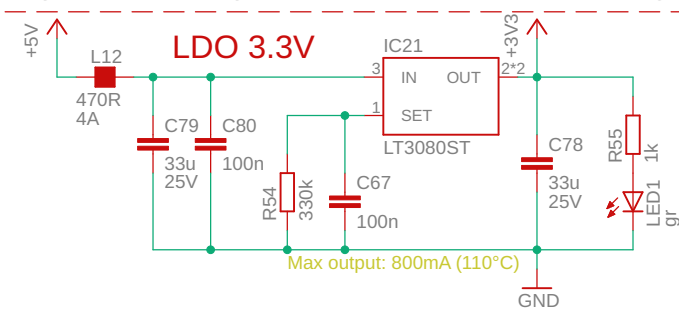 +5V
L12
470R
4A
LDO 3.3V
IC21
3
IN
OUT
2*2
1
SET
LT3080ST
+3V3
C79
33u
25V
C80
100n
R54
330k
C67
100n
C78
33u
25V
R55
1k
LED1
gr
Max output: 800mA (110°C)
GND